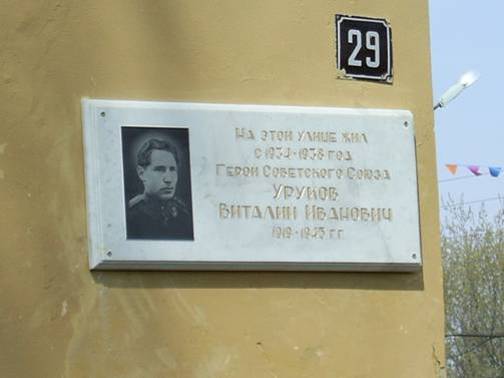 29
На этой улице жил
с 1934-1938 год
Герой Советского Союза
Уруков
Виталий Иванович
1919-1943 г.г.